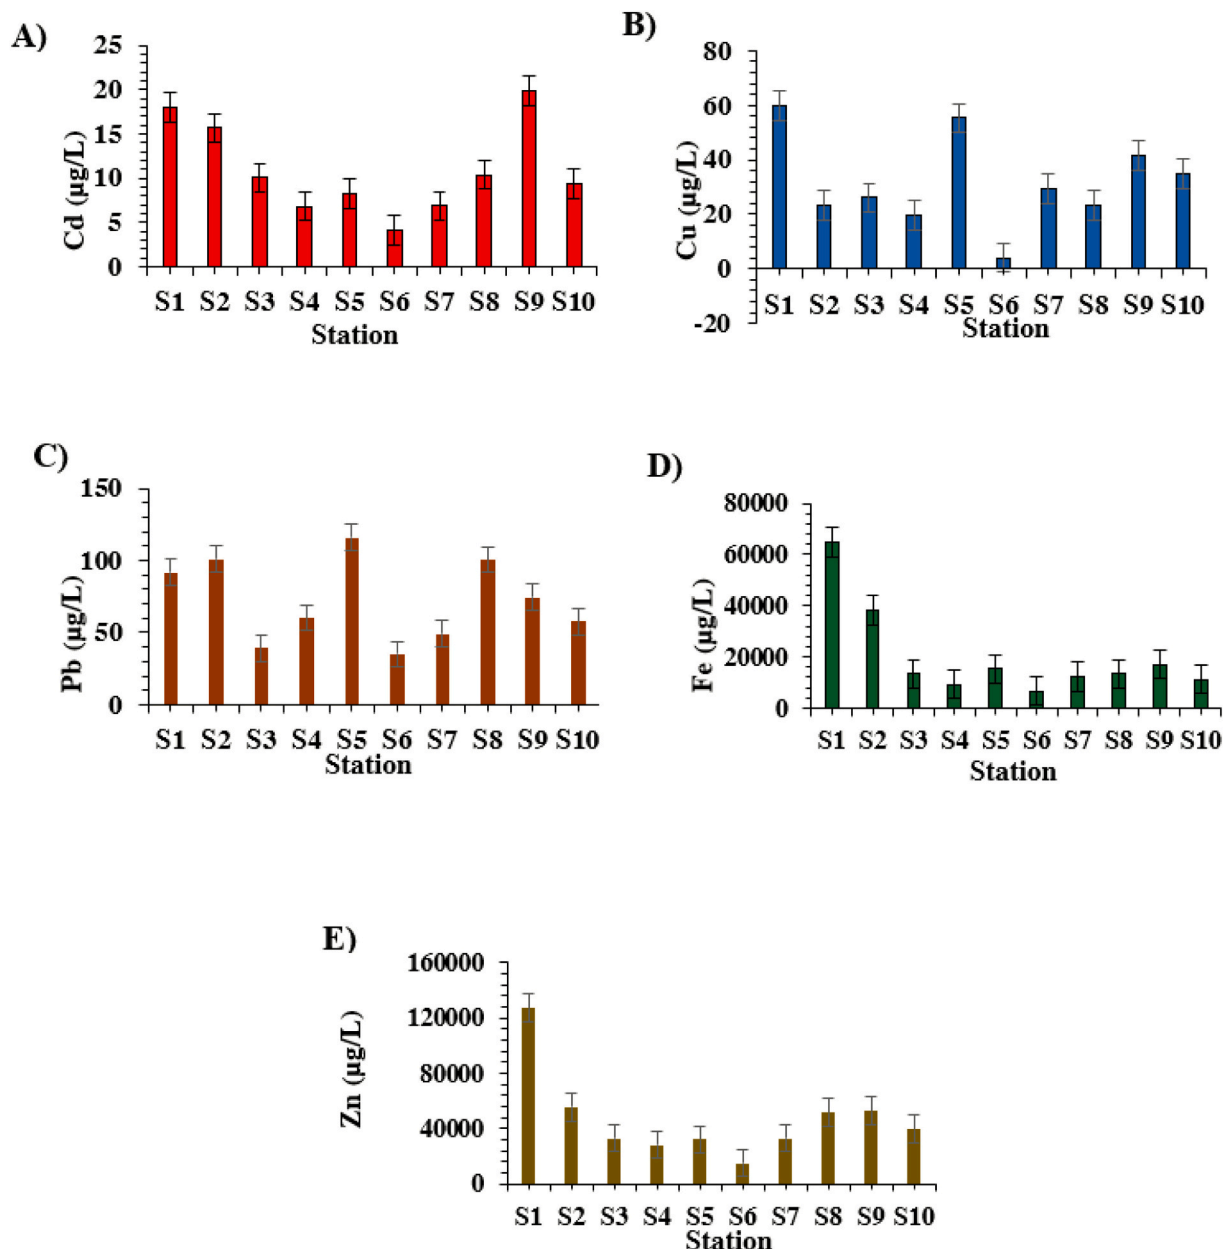 A)
25
20
15
10
5
0
Cd (µg/L)
S1 S2 S3 S4 S5 S6 S7 S8 S9 S10
Station
B)
80
60
40
20
0
-20
Cu (µg/L)
S1 S2 S3 S4 S5 S6 S7 S8 S9 S10
Station
C)
150
100
50
0
Pb (µg/L)
S1 S2 S3 S4 S5 S6 S7 S8 S9 S10
Station
D)
80000
60000
40000
20000
0
Fe (µg/L)
S1 S2 S3 S4 S5 S6 S7 S8 S9 S10
Station
E)
160000
120000
80000
40000
0
Zn (µg/L)
S1 S2 S3 S4 S5 S6 S7 S8 S9 S10
Station